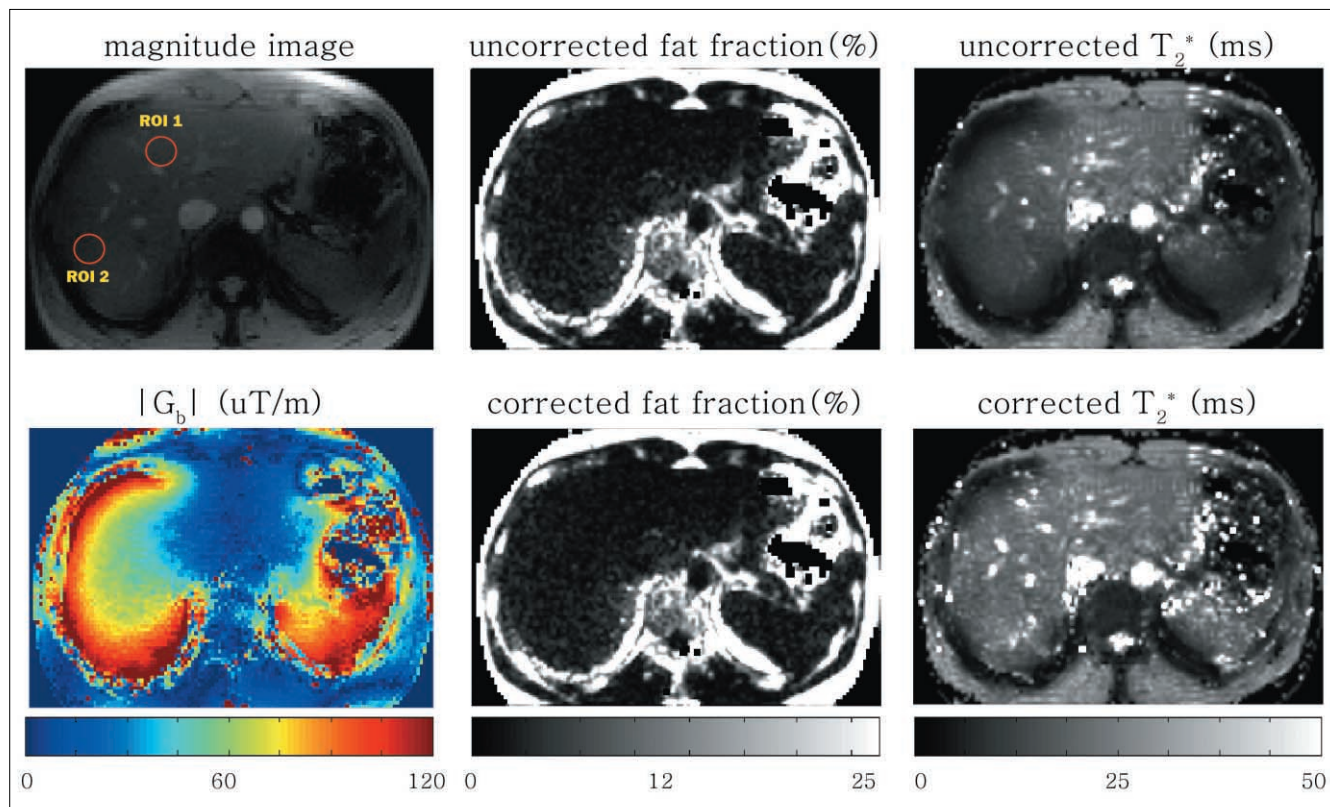 magnitude image
uncorrected fat fraction(%)
uncorrected T₂* (ms)
ROI 1
ROI 2
|G_b| (uT/m)
corrected fat fraction(%)
corrected T₂* (ms)
0 60 120
0 12 25
0 25 50